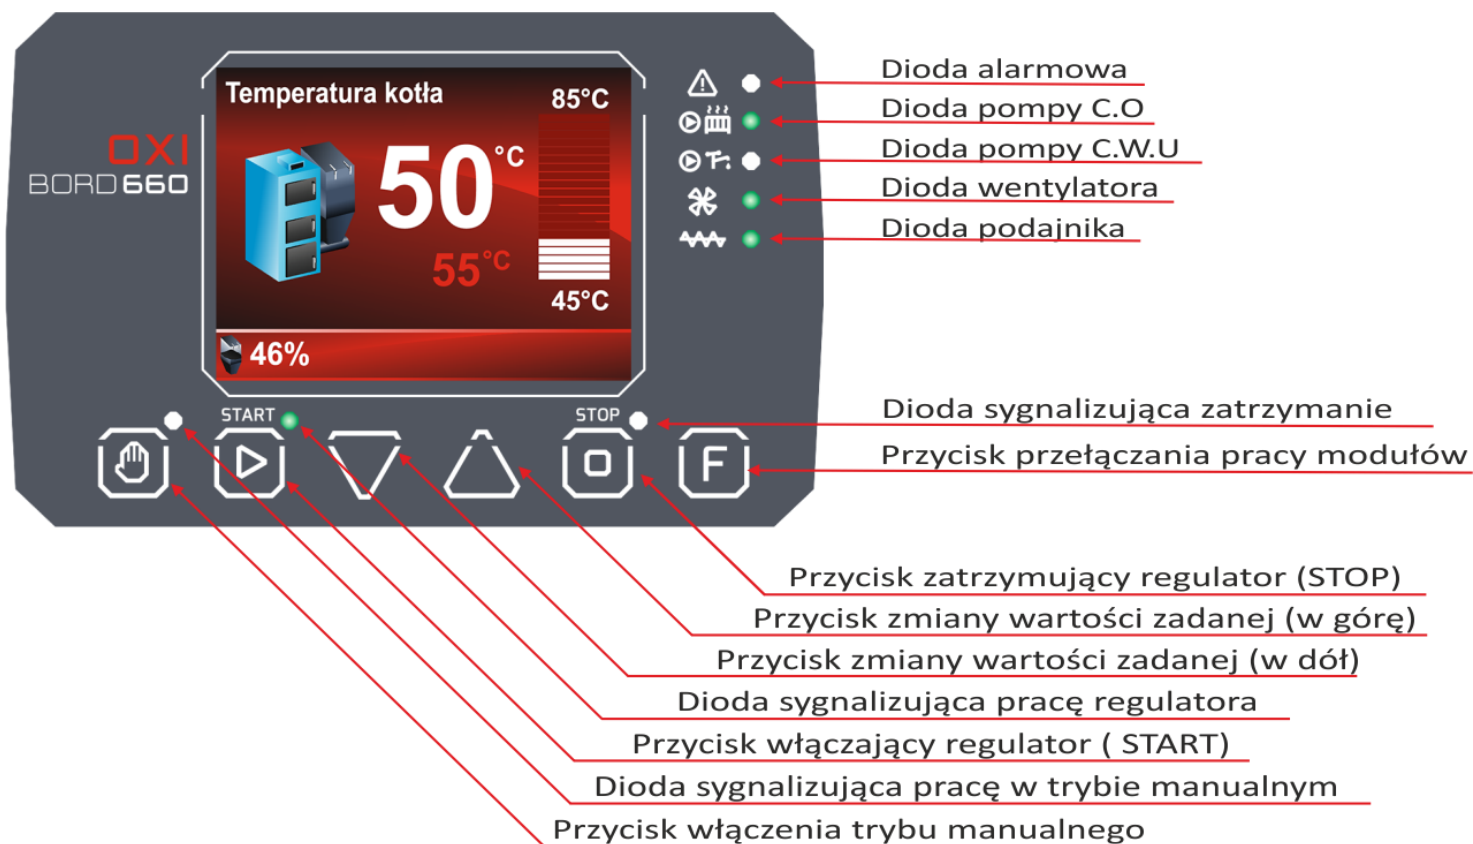 Temperatura kotła
85°C
50°C
55°C
45°C
46%
OXI
BORD 660
Dioda alarmowa
Dioda pompy C.O
Dioda pompy C.W.U
Dioda wentylatora
Dioda podajnika
START
STOP
F
Dioda sygnalizująca zatrzymanie
Przycisk przełączania pracy modułów
Przycisk zatrzymujący regulator (STOP)
Przycisk zmiany wartości zadanej (w górę)
Przycisk zmiany wartości zadanej (w dół)
Dioda sygnalizująca pracę regulatora
Przycisk włączający regulator ( START)
Dioda sygnalizująca pracę w trybie manualnym
Przycisk włączenia trybu manualnego